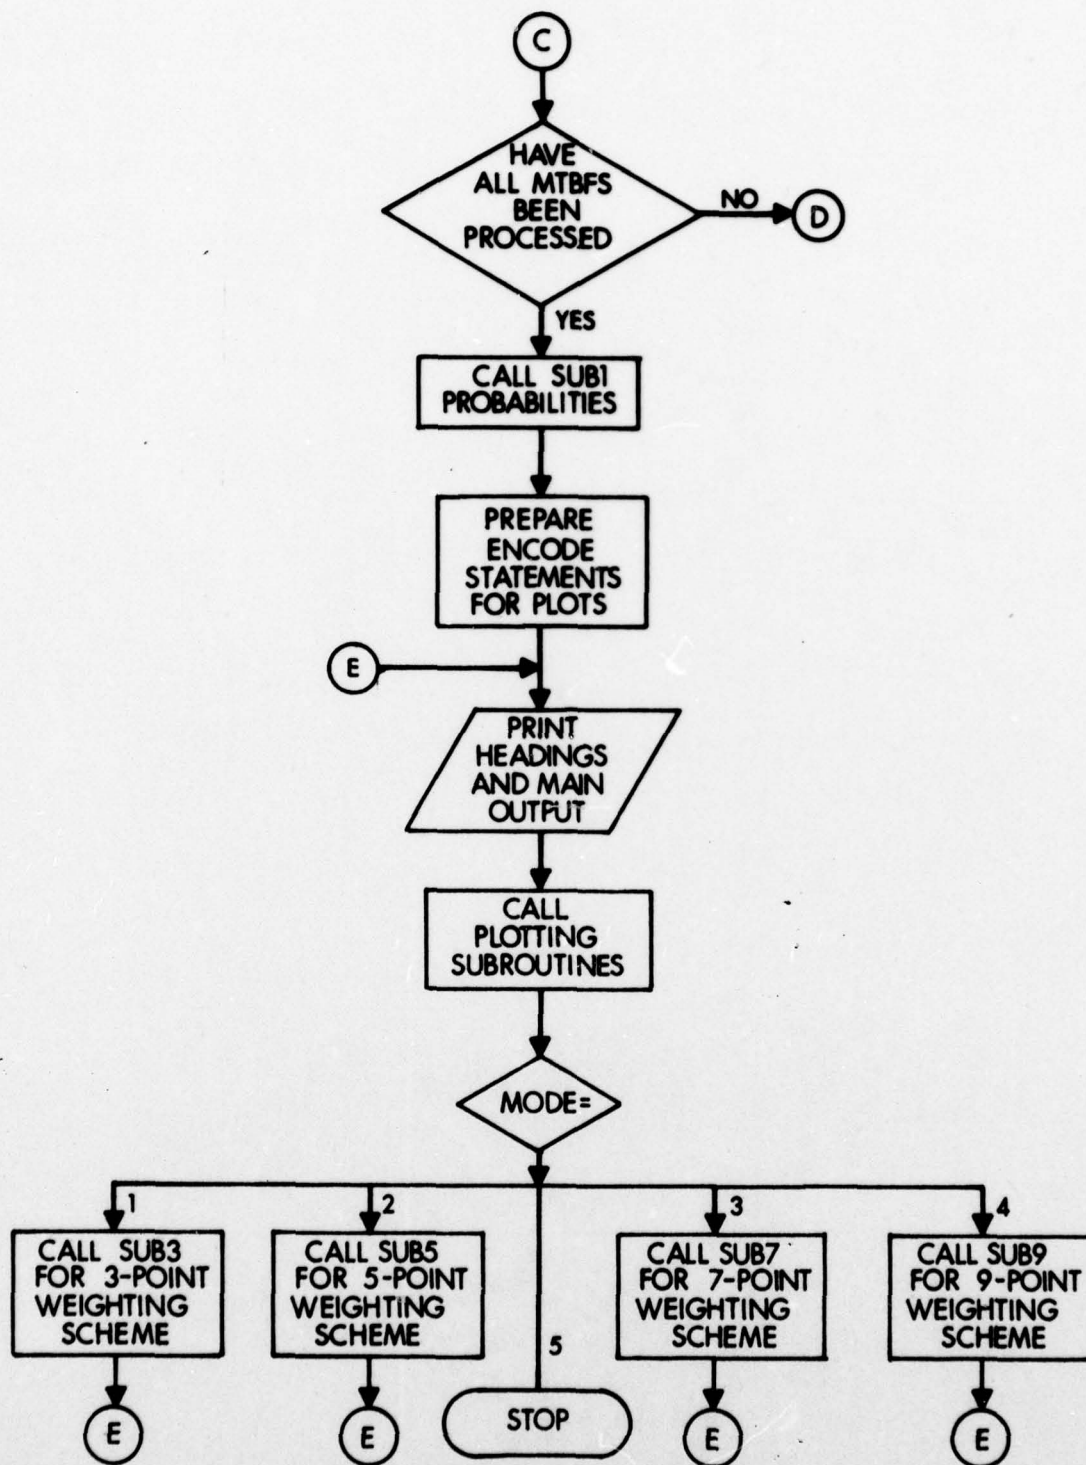 C
HAVE
ALL MTBFS
BEEN
PROCESSED
NO
D
YES
CALL SUB1
PROBABILITIES
PREPARE
ENCODE
STATEMENTS
FOR PLOTS
E
PRINT
HEADINGS
AND MAIN
OUTPUT
CALL
PLOTTING
SUBROUTINES
MODE=
1
CALL SUB3
FOR 3-POINT
WEIGHTING
SCHEME
E
2
CALL SUB5
FOR 5-POINT
WEIGHTING
SCHEME
E
5
STOP
3
CALL SUB7
FOR 7-POINT
WEIGHTING
SCHEME
E
4
CALL SUB9
FOR 9-POINT
WEIGHTING
SCHEME
E